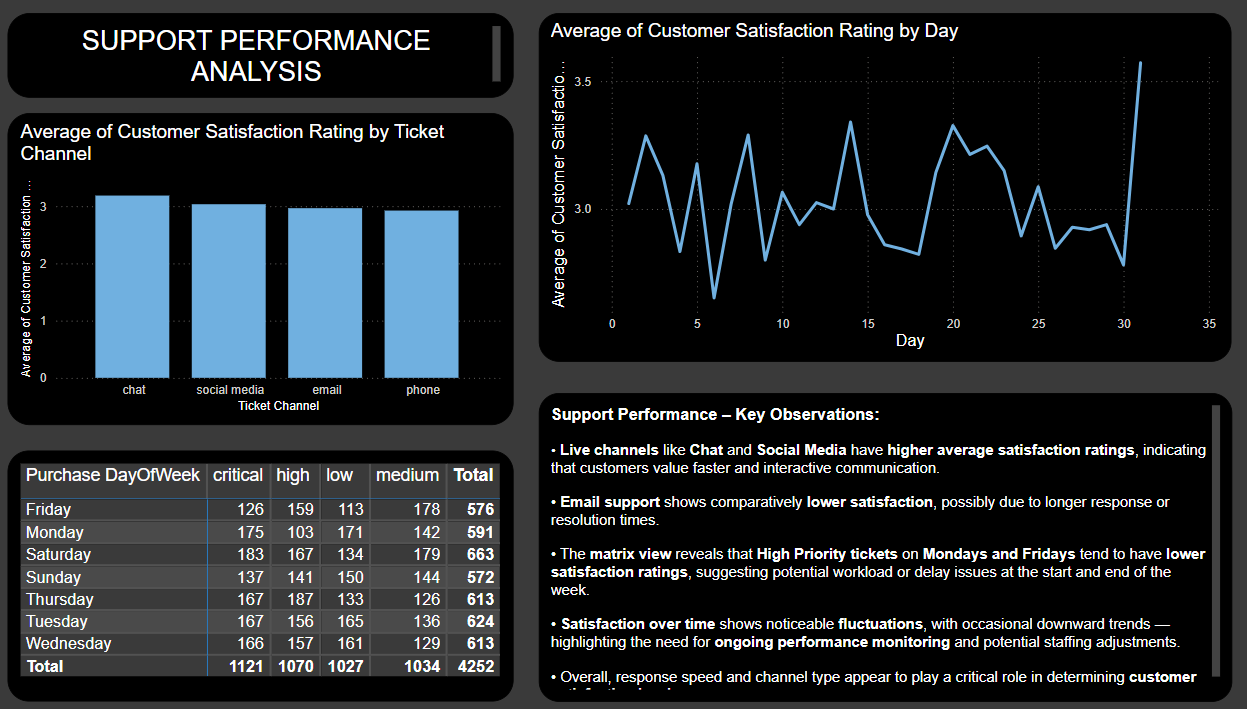 SUPPORT PERFORMANCE
ANALYSIS
Average of Customer Satisfaction Rating by Ticket
Channel
Average of Customer Satisfaction ...
3
2
1
0
chat social media email phone
Ticket Channel
Purchase DayOfWeek critical high low medium Total
Friday 126 159 113 178 576
Monday 175 103 171 142 591
Saturday 183 167 134 179 663
Sunday 137 141 150 144 572
Thursday 167 187 133 126 613
Tuesday 167 156 165 136 624
Wednesday 166 157 161 129 613
Total 1121 1070 1027 1034 4252
Average of Customer Satisfaction Rating by Day
Average of Customer Satisfactio...
3.5
3.0
0 5 10 15 20 25 30 35
Day
Support Performance – Key Observations:
• Live channels like Chat and Social Media have higher average satisfaction ratings, indicating
that customers value faster and interactive communication.
• Email support shows comparatively lower satisfaction, possibly due to longer response or
resolution times.
• The matrix view reveals that High Priority tickets on Mondays and Fridays tend to have lower
satisfaction ratings, suggesting potential workload or delay issues at the start and end of the
week.
• Satisfaction over time shows noticeable fluctuations, with occasional downward trends —
highlighting the need for ongoing performance monitoring and potential staffing adjustments.
• Overall, response speed and channel type appear to play a critical role in determining customer